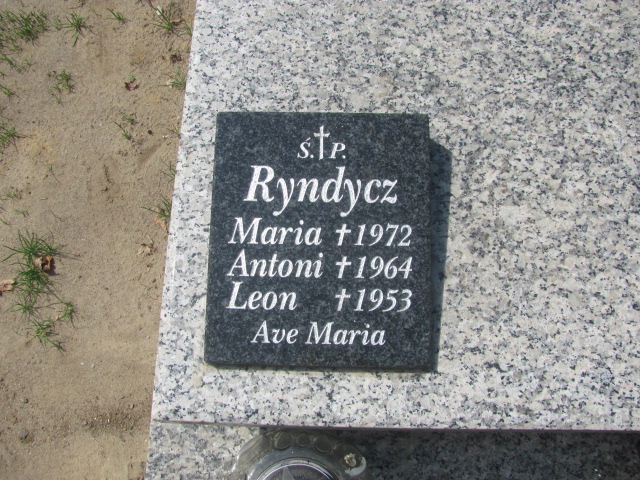 Ś.†P.
Ryndycz
Maria †1972
Antoni †1964
Leon †1953
Ave Maria